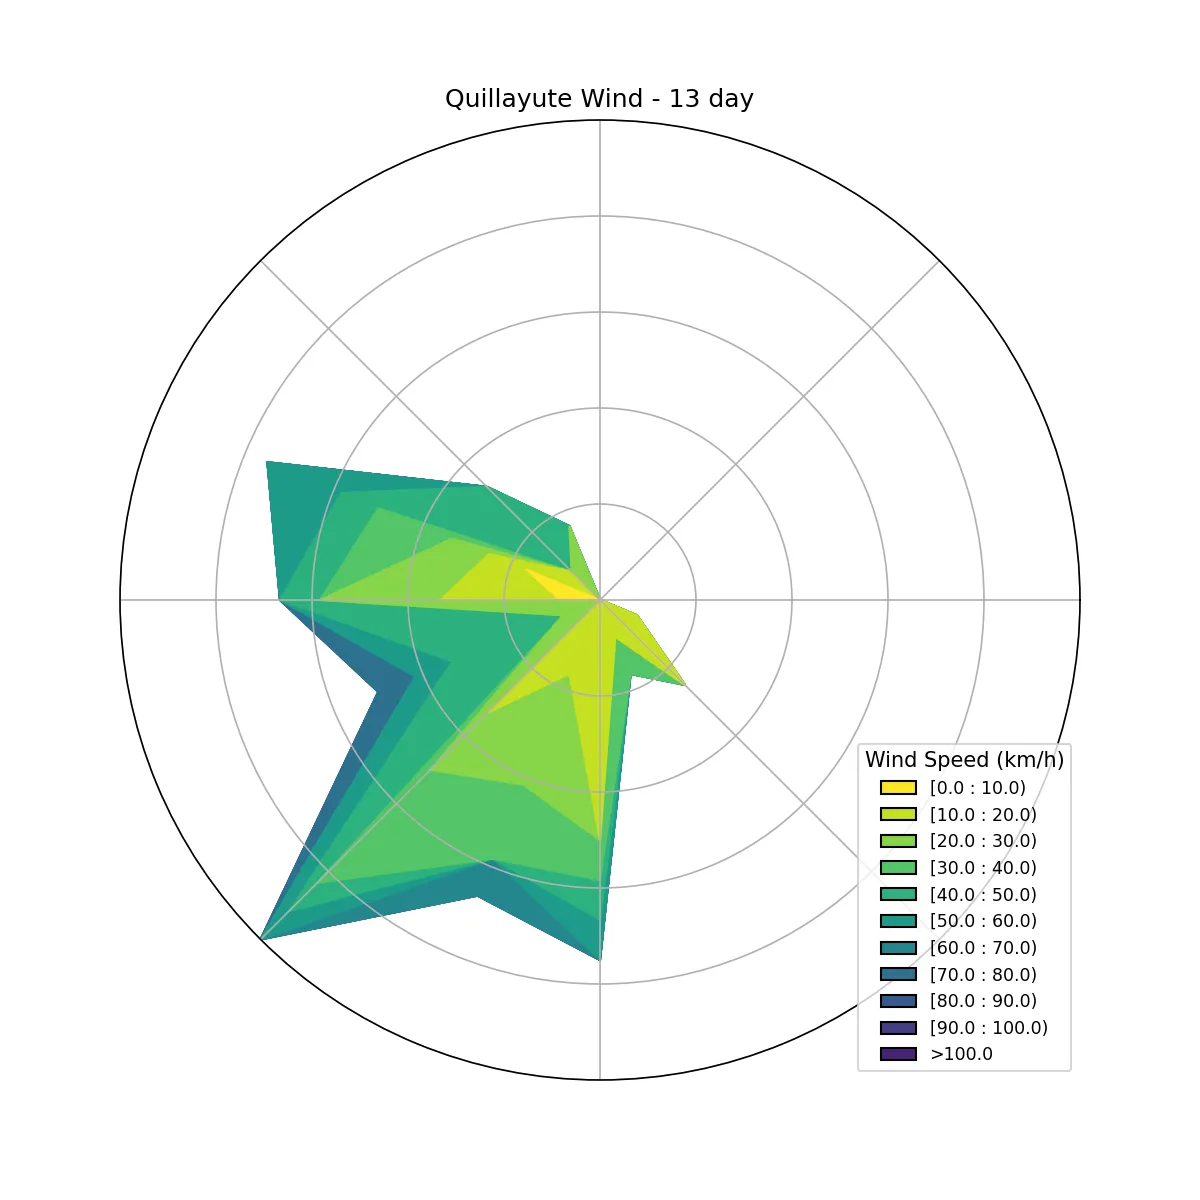 Quillayute Wind - 13 day
Wind Speed (km/h)
[0.0 : 10.0)
[10.0 : 20.0)
[20.0 : 30.0)
[30.0 : 40.0)
[40.0 : 50.0)
[50.0 : 60.0)
[60.0 : 70.0)
[70.0 : 80.0)
[80.0 : 90.0)
[90.0 : 100.0)
>100.0